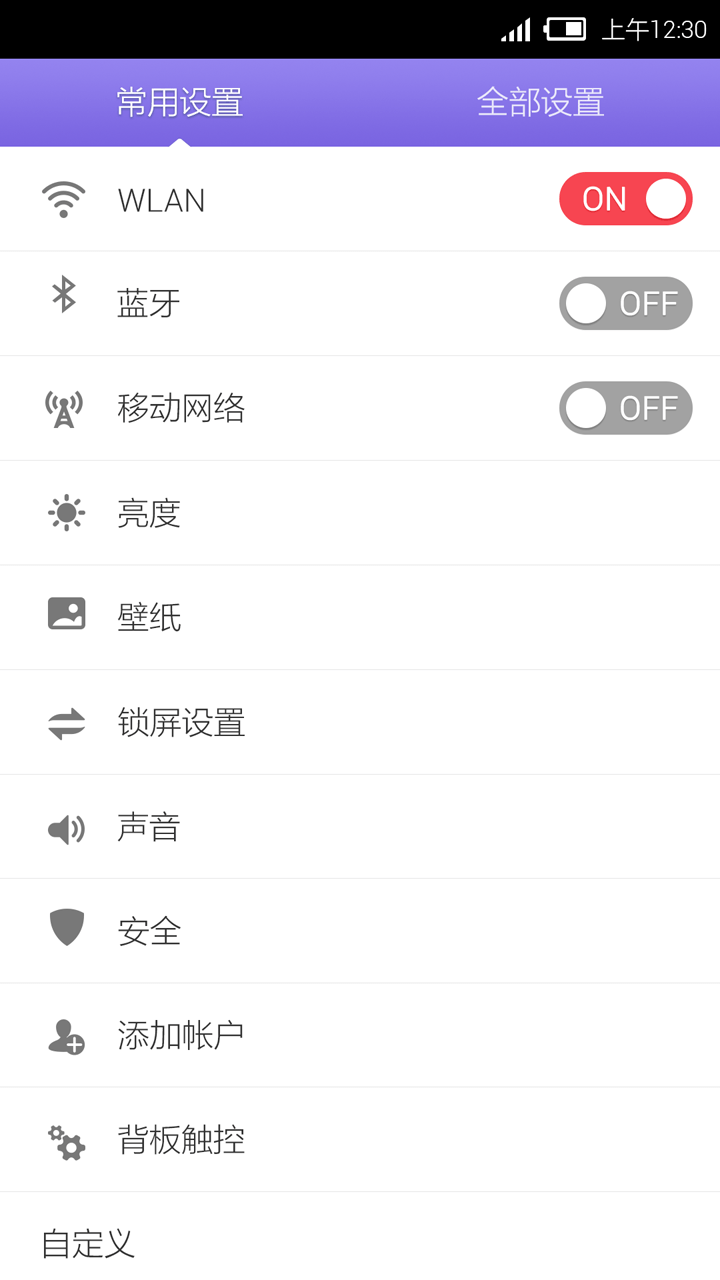 上午12:30
常用设置 全部设置
WLAN ON
蓝牙 OFF
移动网络 OFF
亮度
壁纸
锁屏设置
声音
安全
添加帐户
背板触控
自定义